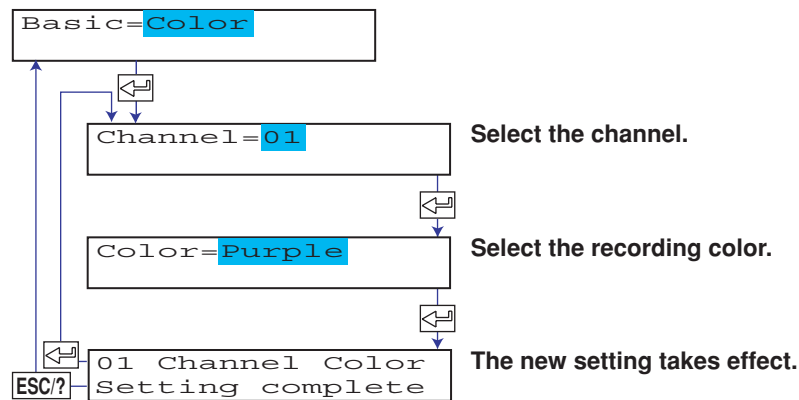 Basic=Color
Channel=01
Select the channel.
Color=Purple
Select the recording color.
01 Channel Color
Setting complete
The new setting takes effect.
ESC/?